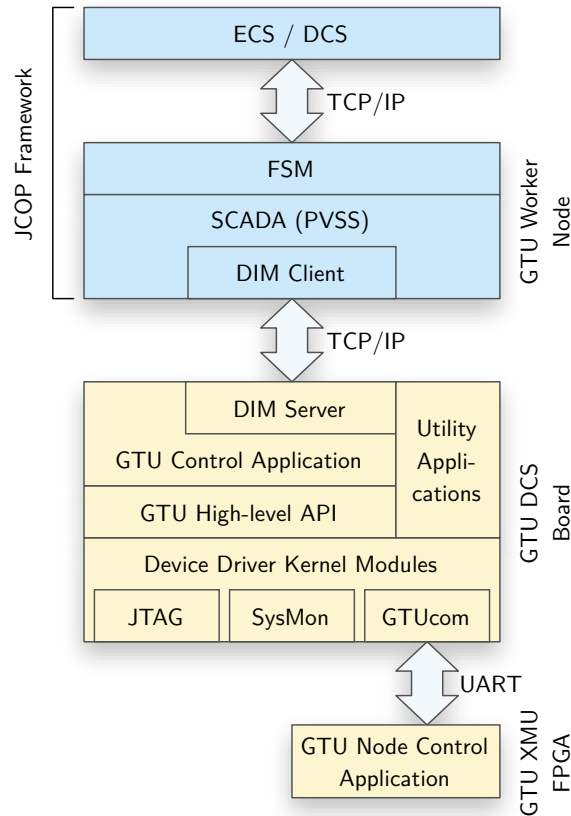 ECS / DCS
TCP/IP
JCOP Framework
FSM
SCADA (PVSS)
DIM Client
GTU Worker
Node
TCP/IP
DIM Server
GTU Control Application
Utility
Appli-
cations
GTU High-level API
Device Driver Kernel Modules
JTAG
SysMon
GTUcom
GTU DCS
Board
UART
GTU Node Control
Application
GTU XMU
FPGA